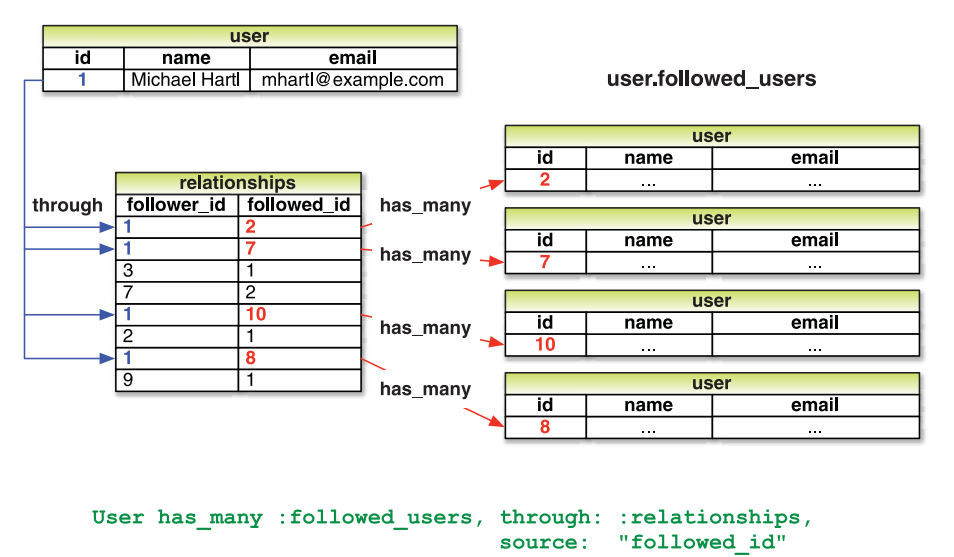 user
id name email
1 Michael Hartl mhartl@example.com
user.followed_users
through
relationships
follower_id followed_id
1 2
1 7
3 1
7 2
1 10
2 1
1 8
9 1
has_many
has_many
has_many
has_many
user
id name email
2 ... ...
user
id name email
7 ... ...
user
id name email
10 ... ...
user
id name email
8 ... ...
User has_many :followed_users, through: :relationships,
source: "followed_id"